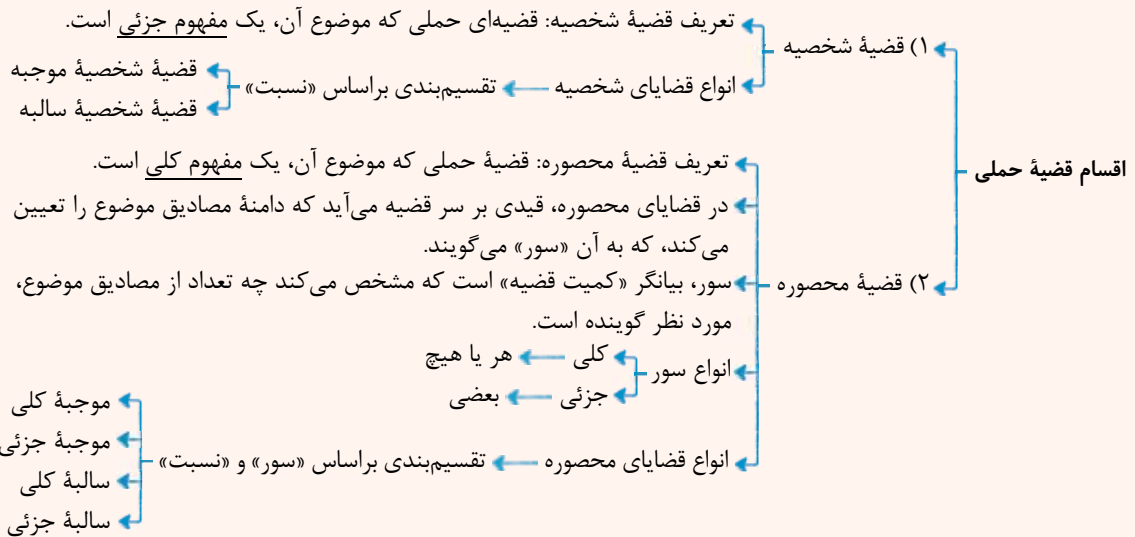 اقسام قضیهٔ حملی
۱) قضیهٔ شخصیه
تعریف قضیهٔ شخصیه: قضیه‌ای حملی که موضوع آن، یک مفهوم جزئی است.
انواع قضایای شخصیه
تقسیم‌بندی براساس «نسبت»
قضیهٔ شخصیهٔ موجبه
قضیهٔ شخصیهٔ سالبه
۲) قضیهٔ محصوره
تعریف قضیهٔ محصوره: قضیهٔ حملی که موضوع آن، یک مفهوم کلی است.
در قضایای محصوره، قیدی بر سر قضیه می‌آید که دامنهٔ مصادیق موضوع را تعیین
می‌کند، که به آن «سور» می‌گویند.
سور، بیانگر «کمیت قضیه» است که مشخص می‌کند چه تعداد از مصادیق موضوع،
مورد نظر گوینده است.
انواع سور
کلی
هر یا هیچ
جزئی
بعضی
انواع قضایای محصوره
تقسیم‌بندی براساس «سور» و «نسبت»
موجبهٔ کلی
موجبهٔ جزئی
سالبهٔ کلی
سالبهٔ جزئی